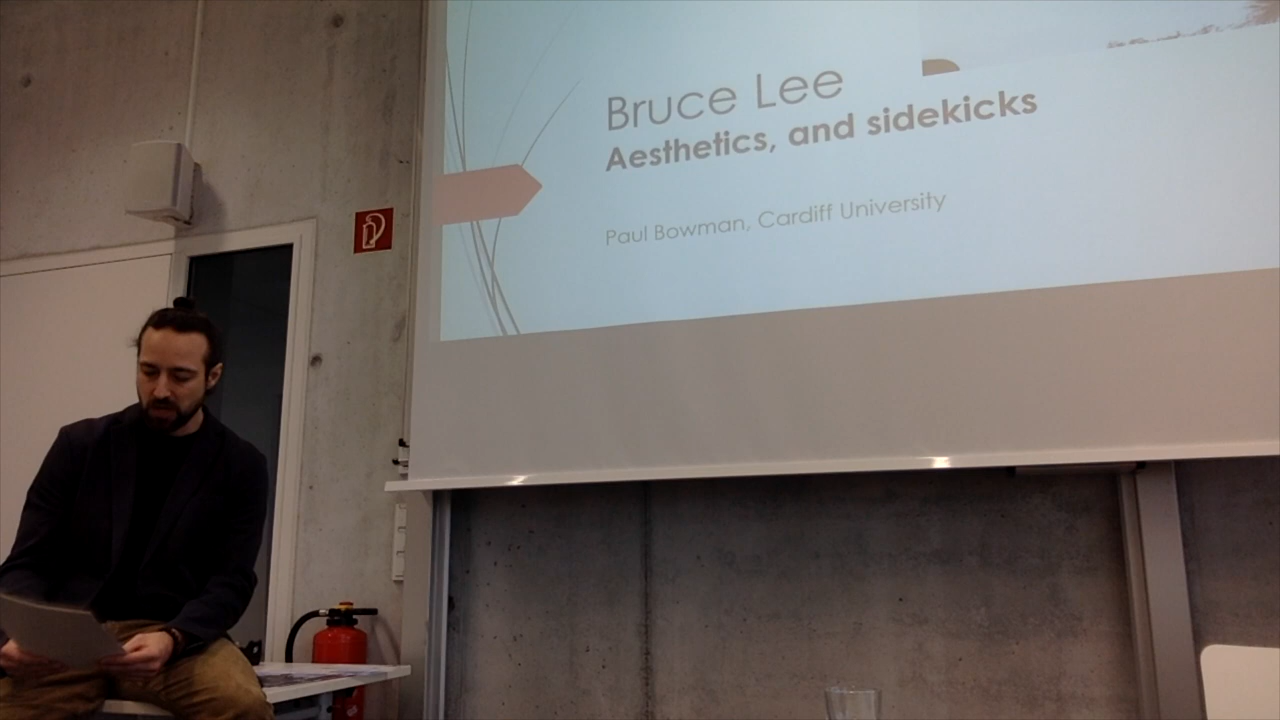 Bruce Lee
Aesthetics, and sidekicks
Paul Bowman, Cardiff University